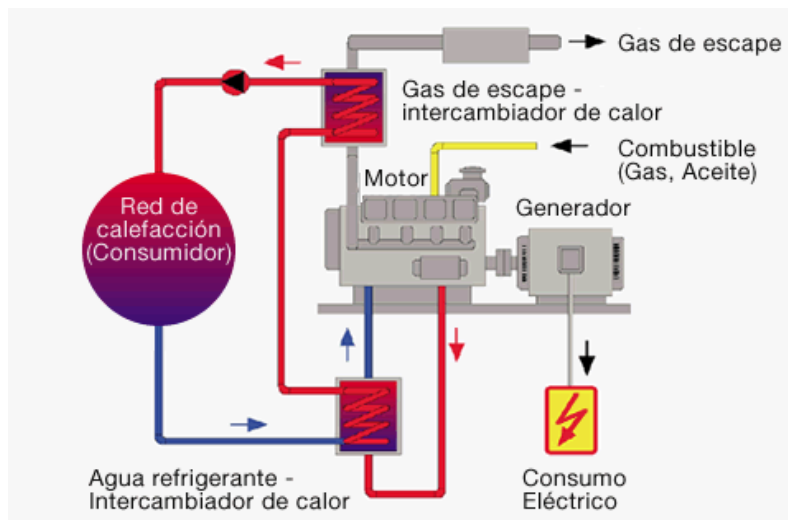 Gas de escape
Gas de escape -
intercambiador de calor
Combustible
(Gas, Aceite)
Motor
Generador
Red de
calefacción
(Consumidor)
Agua refrigerante -
Intercambiador de calor
Consumo
Eléctrico